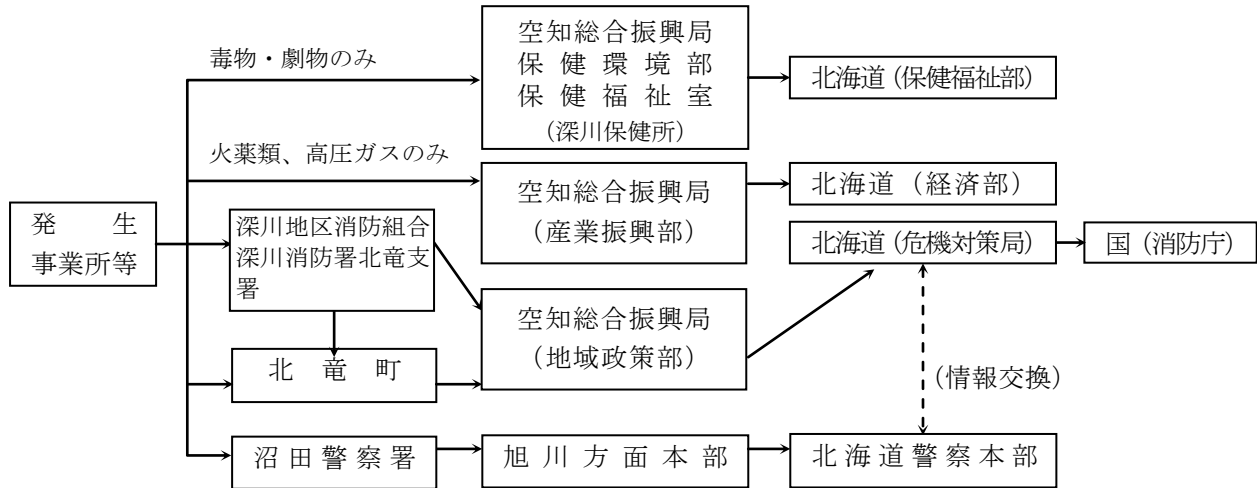 毒物・劇物のみ
空知総合振興局
保健環境部
保健福祉室
(深川保健所)
北海道(保健福祉部)
火薬類、高圧ガスのみ
空知総合振興局
(産業振興部)
北海道(経済部)
発生
事業所等
深川地区消防組合
深川消防署北竜支
署
北海道(危機対策局)
国(消防庁)
空知総合振興局
(地域政策部)
北竜町
(情報交換)
沼田警察署
旭川方面本部
北海道警察本部